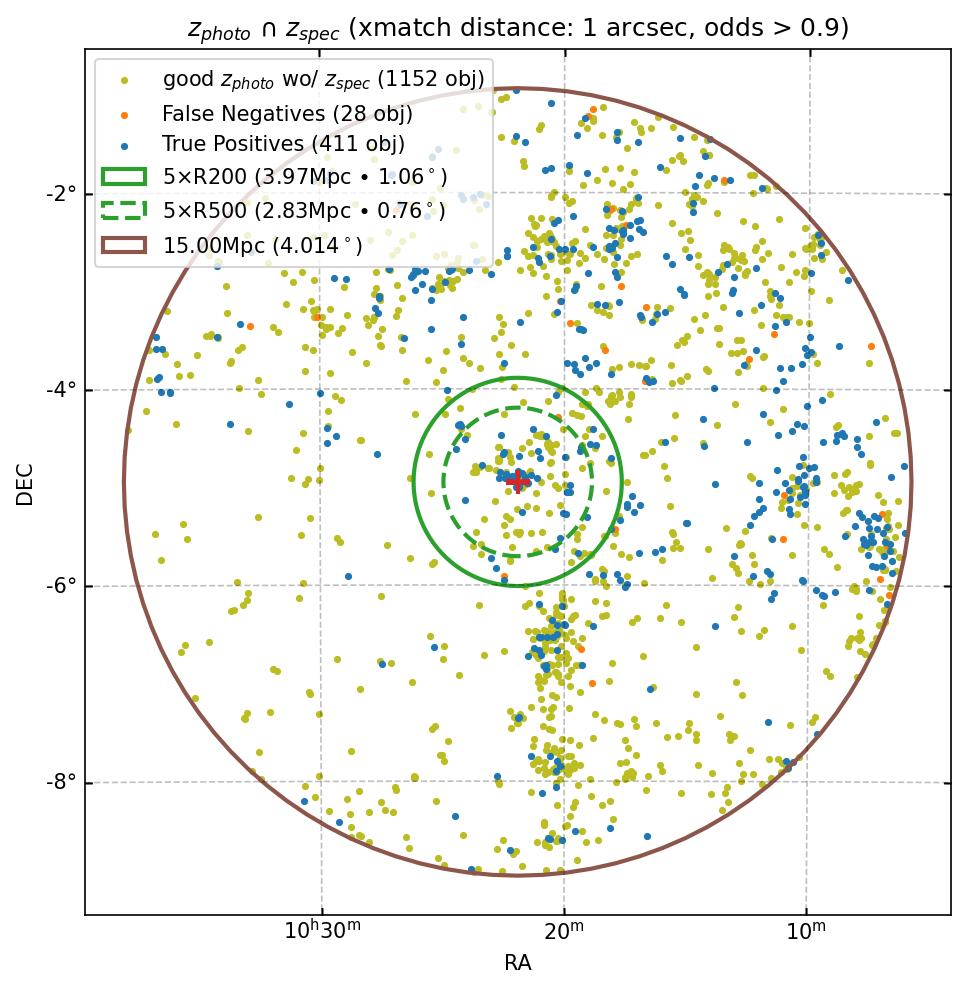 z_photo ∩ z_spec (xmatch distance: 1 arcsec, odds > 0.9)
good z_photo wo/ z_spec (1152 obj)
False Negatives (28 obj)
True Positives (411 obj)
5×R200 (3.97Mpc • 1.06°)
5×R500 (2.83Mpc • 0.76°)
15.00Mpc (4.014°)
-2°
-4°
-6°
-8°
DEC
10h30m 20m 10m
RA